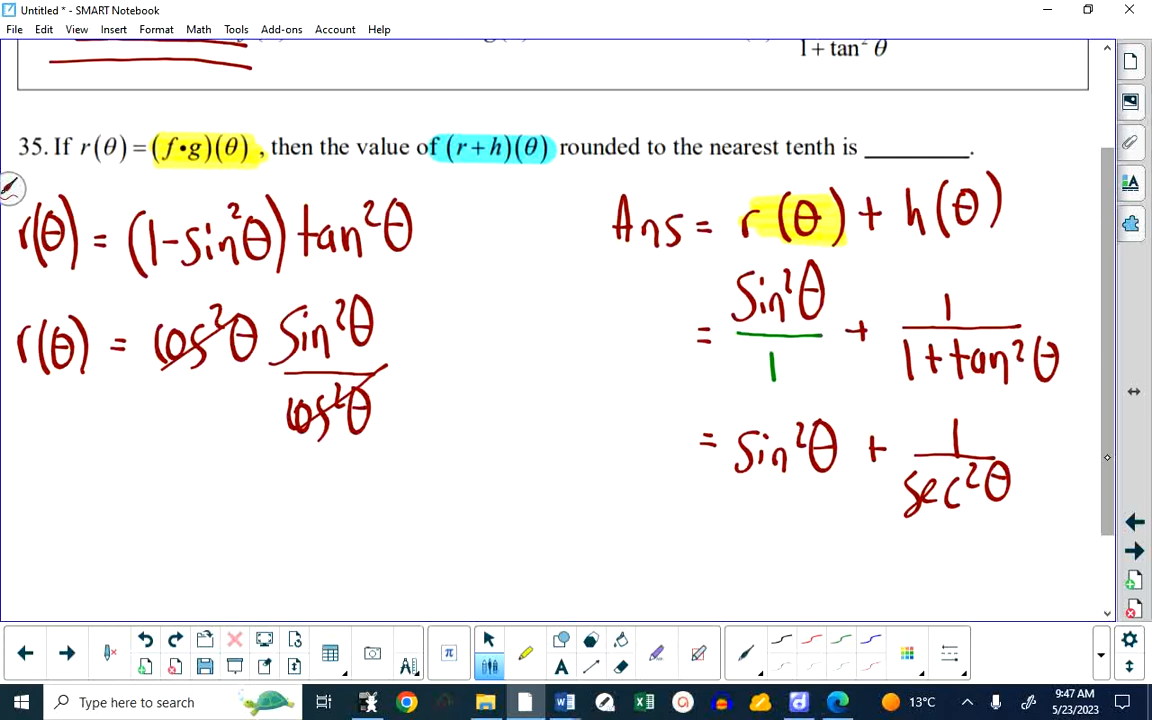 Untitled * - SMART Notebook
File Edit View Insert Format Math Tools Add-ons Account Help
1 + tan² θ
35. If r(θ) = (f•g)(θ), then the value of (r+h)(θ) rounded to the nearest tenth is ________.
r(θ) = (1-sin²θ) tan²θ
r(θ) = cos²θ sin²θ / cos²θ
Ans = r(θ) + h(θ)
= sin²θ / 1 + 1 / 1+tan²θ
= sin²θ + 1 / sec²θ
π
A
Type here to search
13°C
9:47 AM
5/23/2023